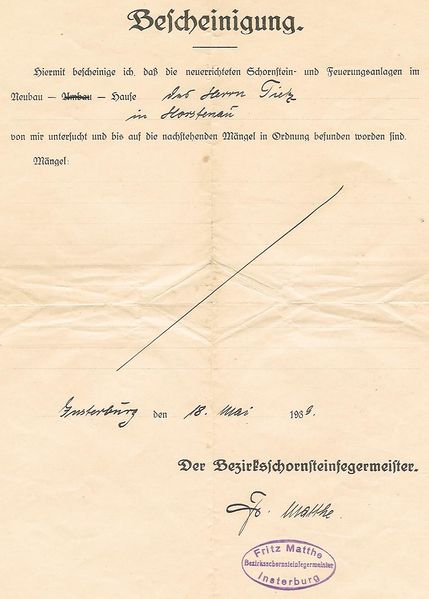 Bescheinigung.
Hiermit bescheinige ich, daß die neuerrichteten Schornstein- und Feuerungsanlagen im
Neubau — Umbau — Hause des Herrn Tietz
in Horstenau
von mir untersucht und bis auf die nachstehenden Mängel in Ordnung befunden worden sind.
Mängel:
Insterburg den 18. Mai 1939.
Der Bezirksschornsteinfegermeister.
Fr. Matthe.
Fritz Matthe
Bezirksschornsteinfegermeister
Insterburg